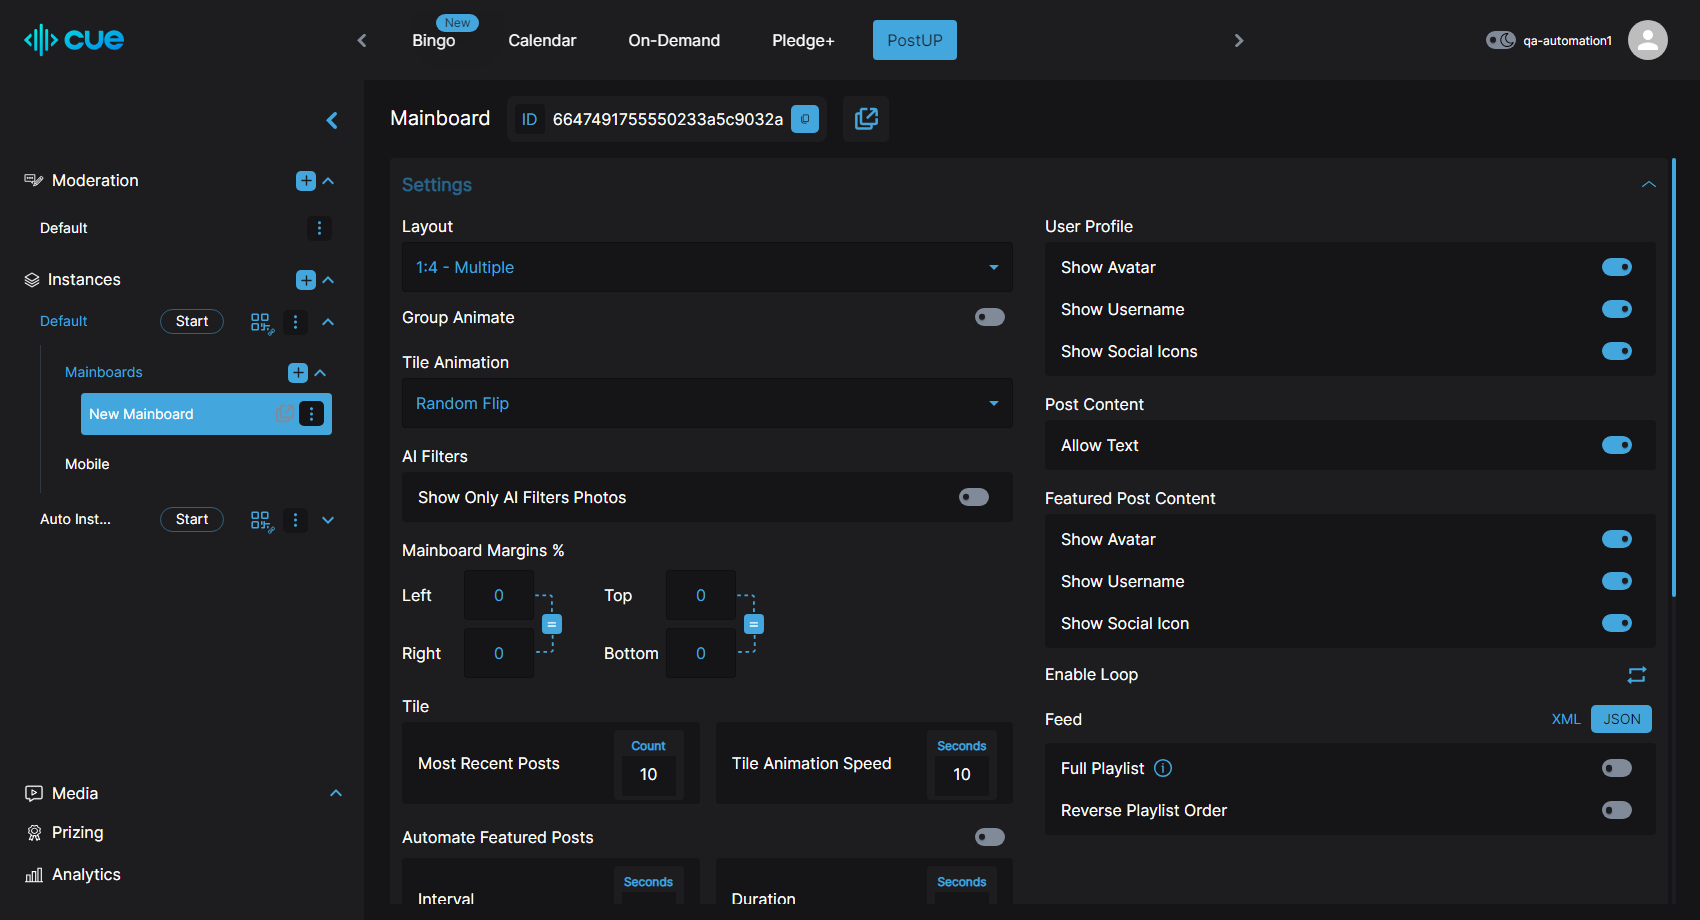 cue
New
Bingo
Calendar
On-Demand
Pledge+
PostUP
qa-automation1
Moderation
Default
Instances
Default
Start
Mainboards
New Mainboard
Mobile
Auto Inst...
Start
Media
Prizing
Analytics
Mainboard
ID
6647491755550233a5c9032a
Settings
Layout
1:4 - Multiple
Group Animate
Tile Animation
Random Flip
AI Filters
Show Only AI Filters Photos
Mainboard Margins %
Left 0
Top 0
Right 0
Bottom 0
Tile
Most Recent Posts
Count
10
Tile Animation Speed
Seconds
10
Automate Featured Posts
Interval
Seconds
Duration
Seconds
User Profile
Show Avatar
Show Username
Show Social Icons
Post Content
Allow Text
Featured Post Content
Show Avatar
Show Username
Show Social Icon
Enable Loop
Feed
XML
JSON
Full Playlist
Reverse Playlist Order